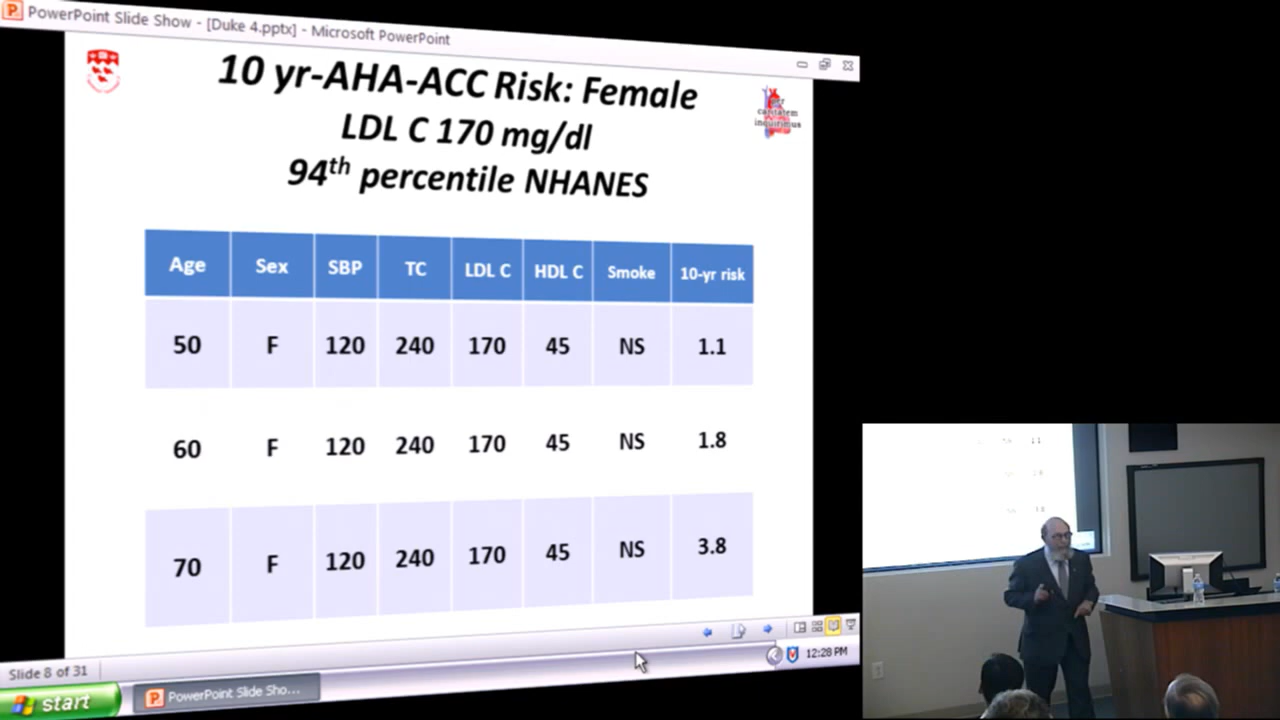 PowerPoint Slide Show - [Duke 4.pptx] - Microsoft PowerPoint
10 yr-AHA-ACC Risk: Female
LDL C 170 mg/dl
94th percentile NHANES
per
caritatem
inquirimus
Age Sex SBP TC LDL C HDL C Smoke 10-yr risk
50 F 120 240 170 45 NS 1.1
60 F 120 240 170 45 NS 1.8
70 F 120 240 170 45 NS 3.8
Slide 8 of 31
12:28 PM
start
PowerPoint Slide Sho...